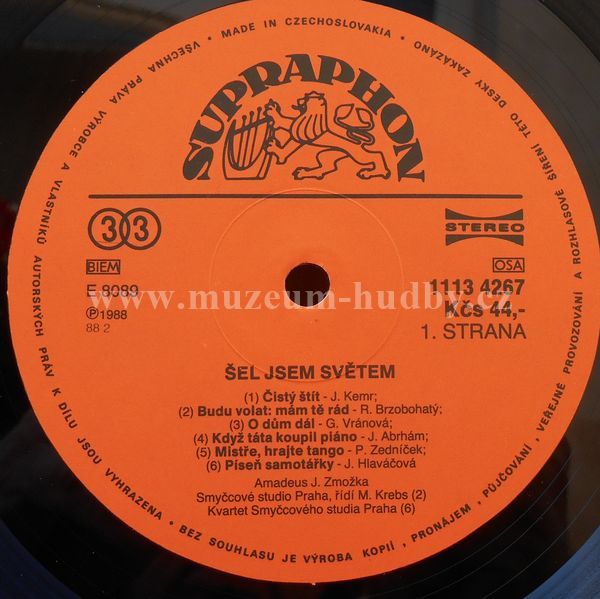 VŠECHNA PRÁVA VÝROBCE A VLASTNÍKŮ AUTORSKÝCH PRÁV K DÍLU JSOU VYHRAZENA • BEZ SOUHLASU JE VÝROBA KOPIÍ, PRONÁJEM, PŮJČOVÁNÍ, VEŘEJNÉ PROVOZOVÁNÍ A ROZHLASOVÉ ŠÍŘENÍ TÉTO DESKY ZAKÁZÁNO • MADE IN CZECHOSLOVAKIA •
SUPRAPHON
33
STEREO
BIEM
OSA
E 8089
1113 4267
www.muzeum-hudby.cz
Ⓟ1988
Kčs 44,-
88 2
1. STRANA
ŠEL JSEM SVĚTEM
(1) Čistý štít - J. Kemr;
(2) Budu volat: mám tě rád - R. Brzobohatý;
(3) O dům dál - G. Vránová;
(4) Když táta koupil piáno - J. Abrhám;
(5) Mistře, hrajte tango - P. Zedníček;
(6) Píseň samotářky - J. Hlaváčová
Amadeus J. Zmožka
Smyčcové studio Praha, řídí M. Krebs (2)
Kvartet Smyčcového studia Praha (6)